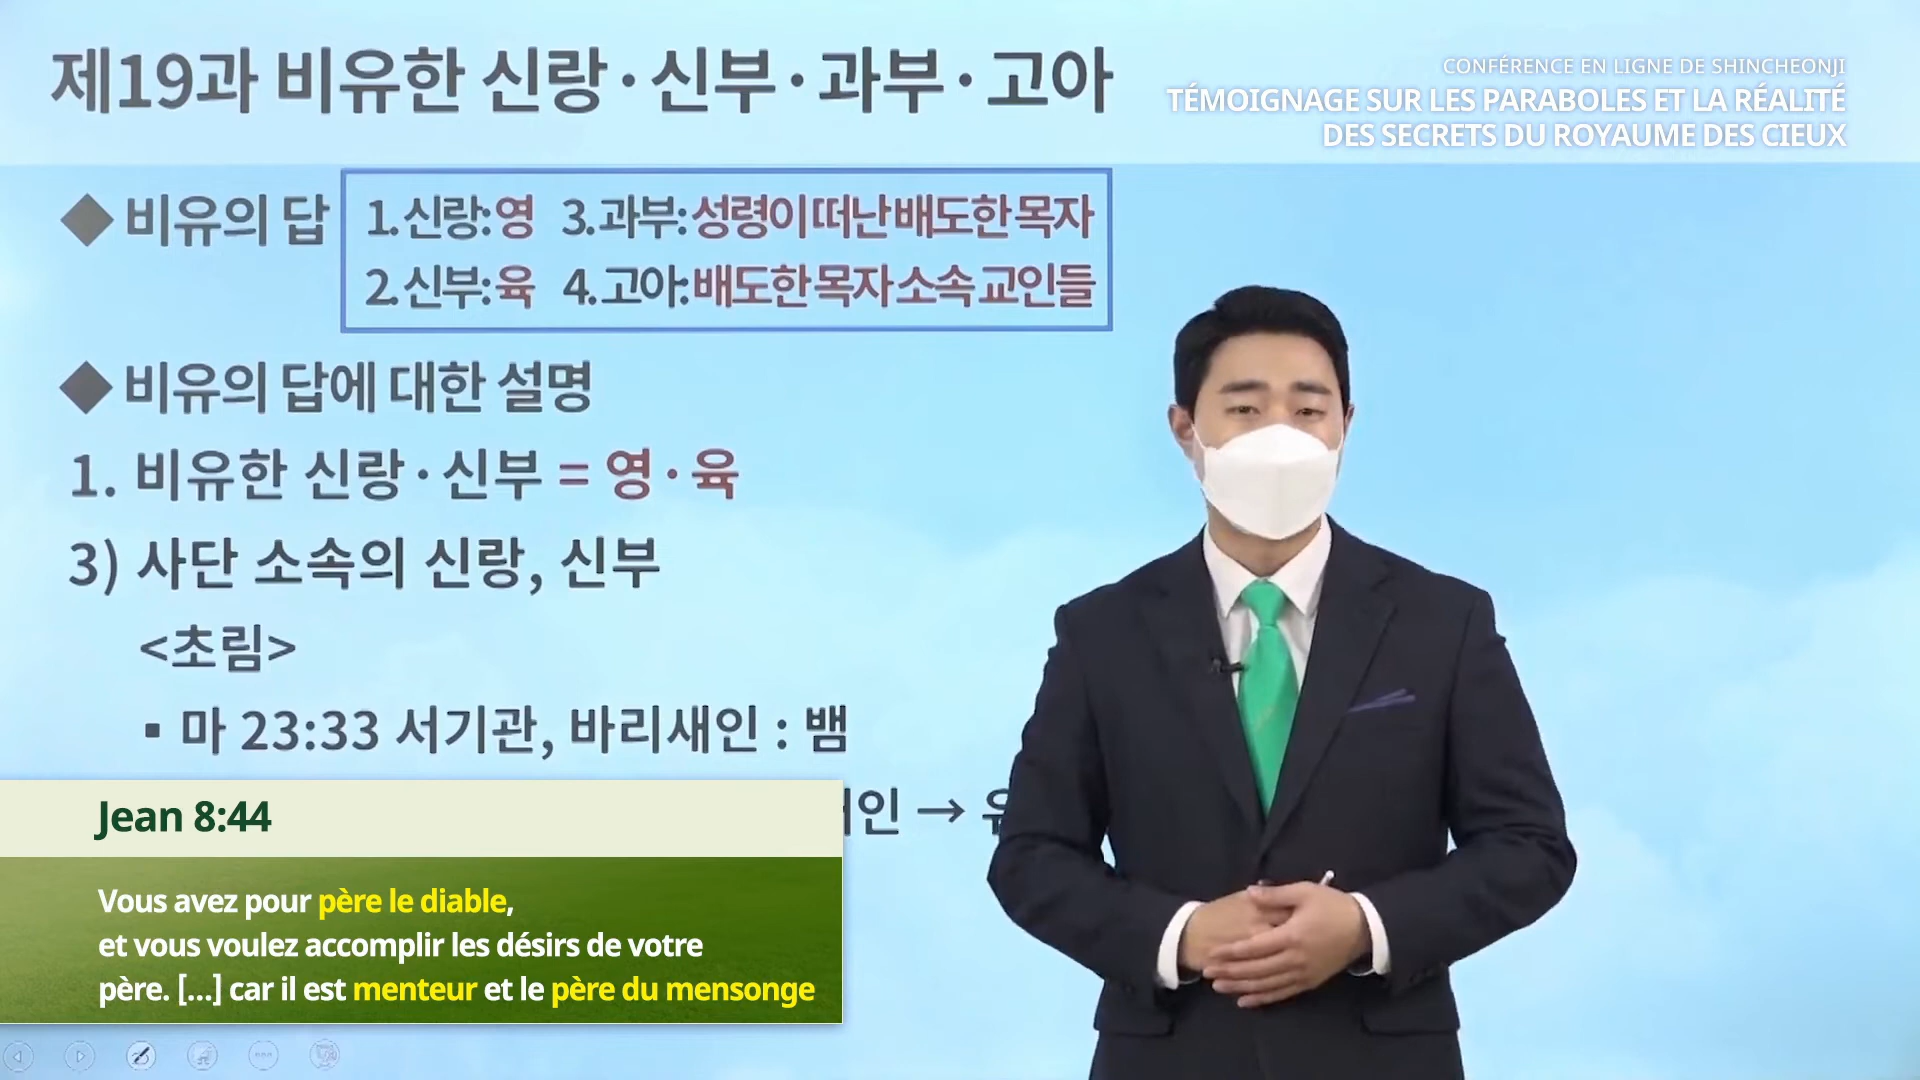 제19과 비유한 신랑·신부·과부·고아
CONFÉRENCE EN LIGNE DE SHINCHEONJI
TÉMOIGNAGE SUR LES PARABOLES ET LA RÉALITÉ
DES SECRETS DU ROYAUME DES CIEUX
◆ 비유의 답
1. 신랑: 영 3. 과부: 성령이 떠난 배도한 목자
2. 신부: 육 4. 고아: 배도한 목자 소속 교인들
◆ 비유의 답에 대한 설명
1. 비유한 신랑·신부 = 영·육
3) 사단 소속의 신랑, 신부
<초림>
▪ 마 23:33 서기관, 바리새인 : 뱀
인 →
Jean 8:44
Vous avez pour père le diable,
et vous voulez accomplir les désirs de votre
père. [...] car il est menteur et le père du mensonge